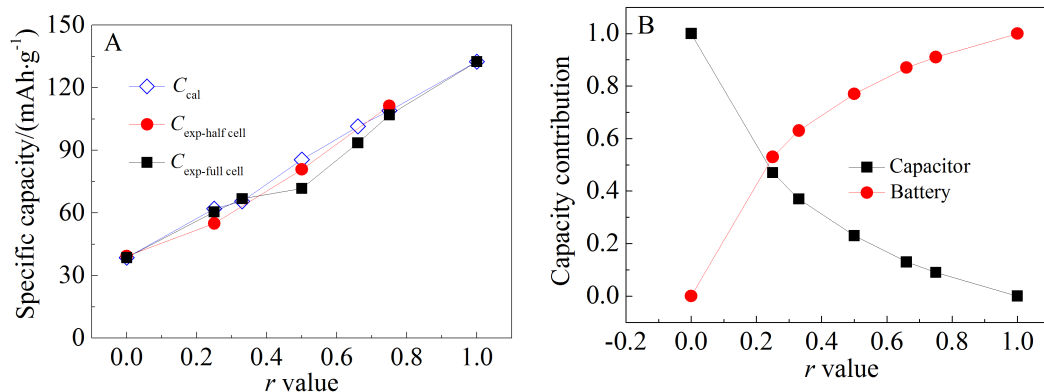 A
Specific capacity/(mAh·g⁻¹)
150
120
90
60
30
0
C cal
C exp-half cell
C exp-full cell
0.0 0.2 0.4 0.6 0.8 1.0
r value
B
Capacity contribution
1.0
0.8
0.6
0.4
0.2
0.0
Capacitor
Battery
-0.2 0.0 0.2 0.4 0.6 0.8 1.0
r value